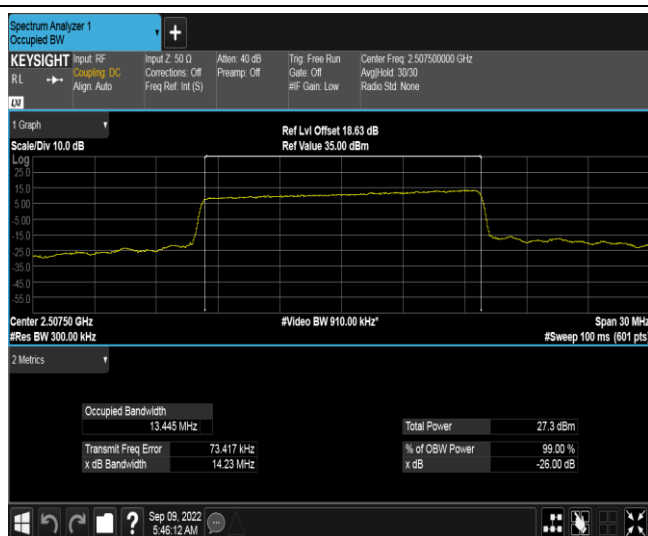 Spectrum Analyzer 1
Occupied BW
KEYSIGHT
RL
LXI
Input: RF
Coupling: DC
Align: Auto
Input Z: 50 Ω
Corrections: Off
Freq Ref: Int (S)
Atten: 40 dB
Preamp: Off
Trig: Free Run
Gate: Off
#IF Gain: Low
Center Freq: 2.507500000 GHz
Avg|Hold: 30/30
Radio Std: None
1 Graph
Scale/Div 10.0 dB
Ref Lvl Offset 18.63 dB
Ref Value 35.00 dBm
Log
25.0
15.0
5.00
-5.00
-15.0
-25.0
-35.0
-45.0
-55.0
Center 2.50750 GHz
#Res BW 300.00 kHz
#Video BW 910.00 kHz*
Span 30 MHz
#Sweep 100 ms (601 pts)
2 Metrics
Occupied Bandwidth
13.445 MHz
Transmit Freq Error 73.417 kHz
x dB Bandwidth 14.23 MHz
Total Power 27.3 dBm
% of OBW Power 99.00 %
x dB -26.00 dB
?
Sep 09, 2022
5:46:12 AM